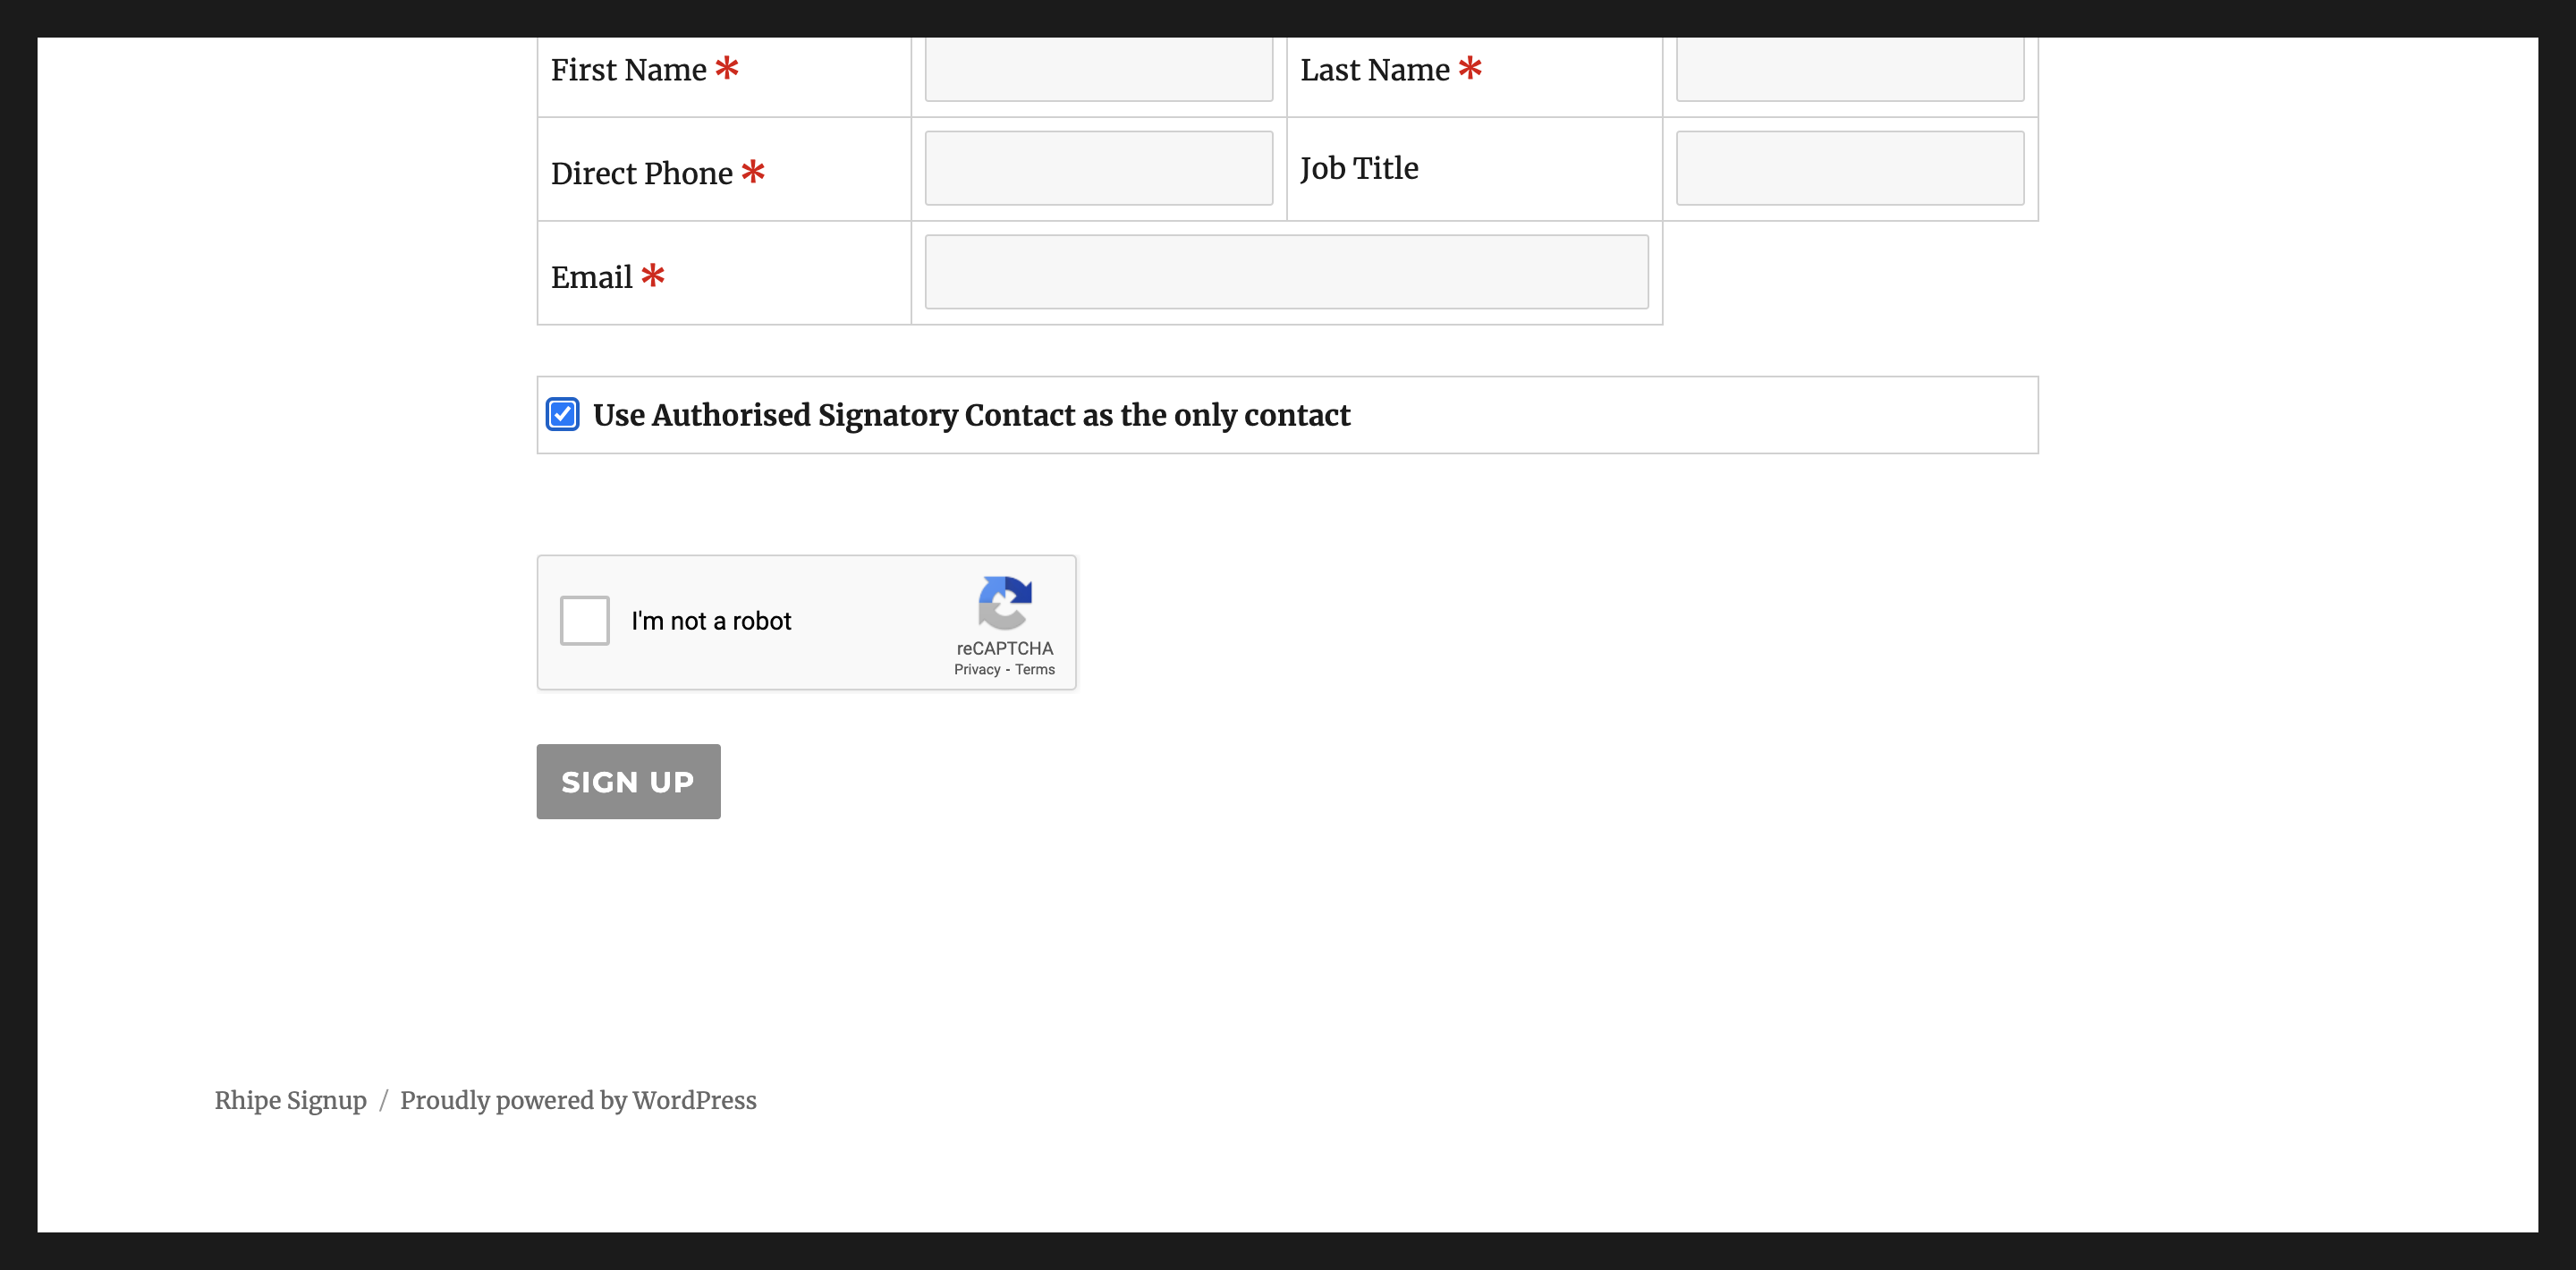 First Name * Last Name *
Direct Phone * Job Title
Email *
Use Authorised Signatory Contact as the only contact
I'm not a robot
reCAPTCHA
Privacy - Terms
SIGN UP
Rhipe Signup / Proudly powered by WordPress